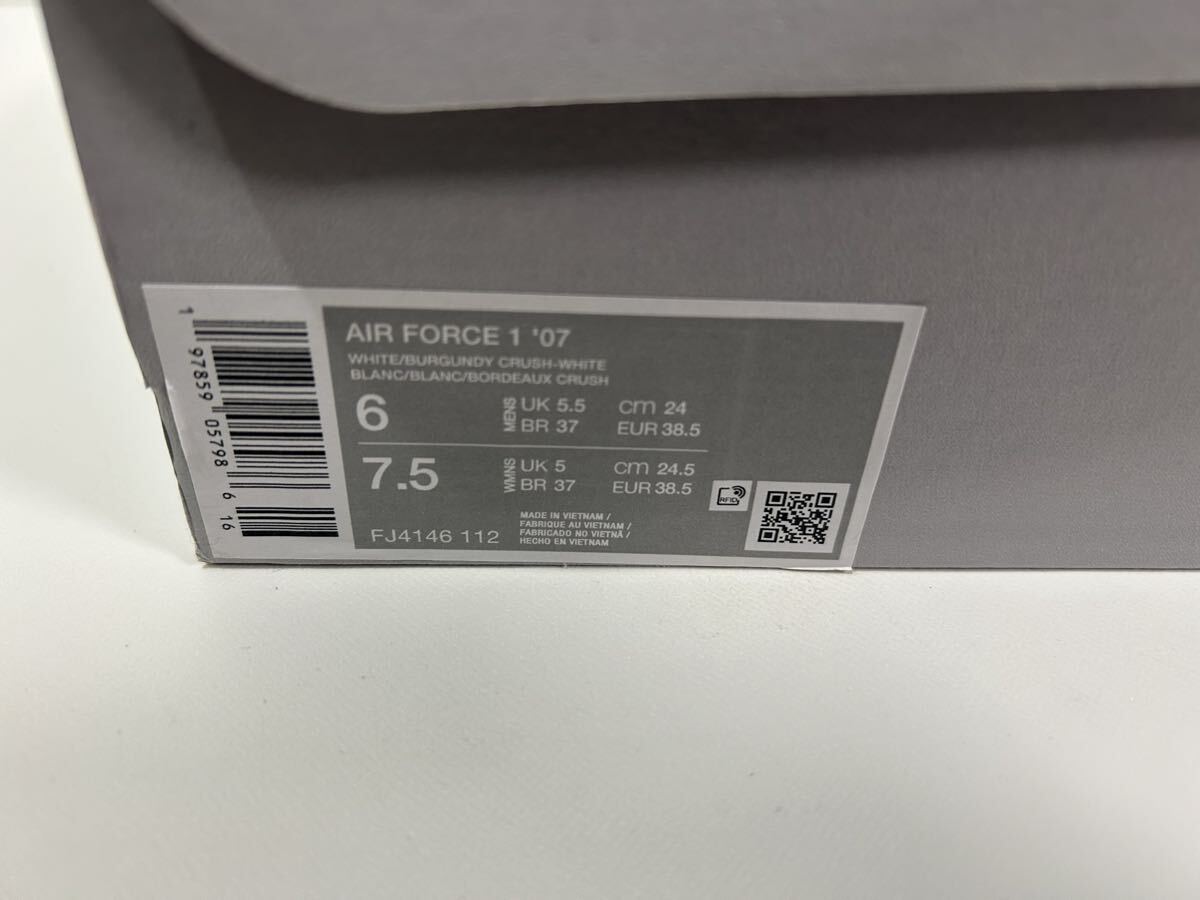 AIR FORCE 1 '07
WHITE/BURGUNDY CRUSH-WHITE
BLANC/BLANC/BORDEAUX CRUSH
6 MENS UK 5.5 cm 24
BR 37 EUR 38.5
7.5 WMNS UK 5 cm 24.5
BR 37 EUR 38.5
FJ4146 112
MADE IN VIETNAM /
FABRIQUE AU VIETNAM /
FABRICADO NO VIETNÃ /
HECHO EN VIETNAM
RFID
1 97859 05798 6 16